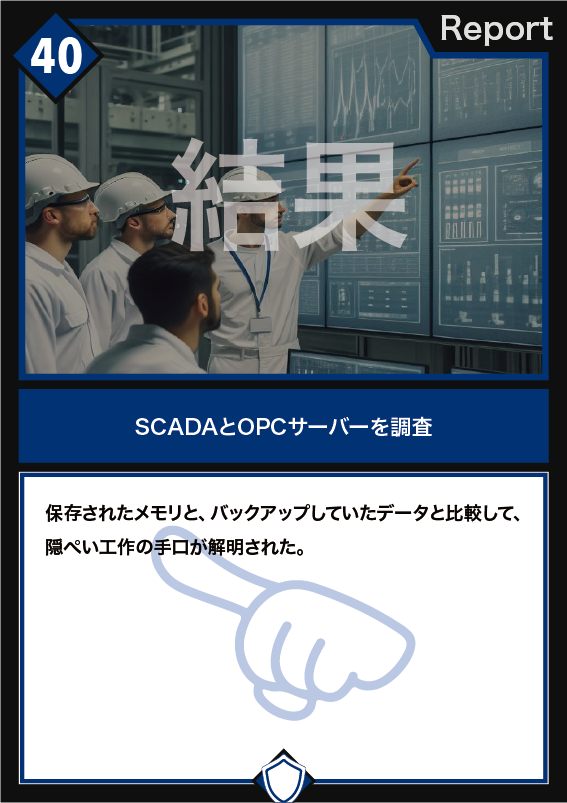 40
Report
結果
SCADAとOPCサーバーを調査
保存されたメモリと、バックアップしていたデータと比較して、
隠ぺい工作の手口が解明された。